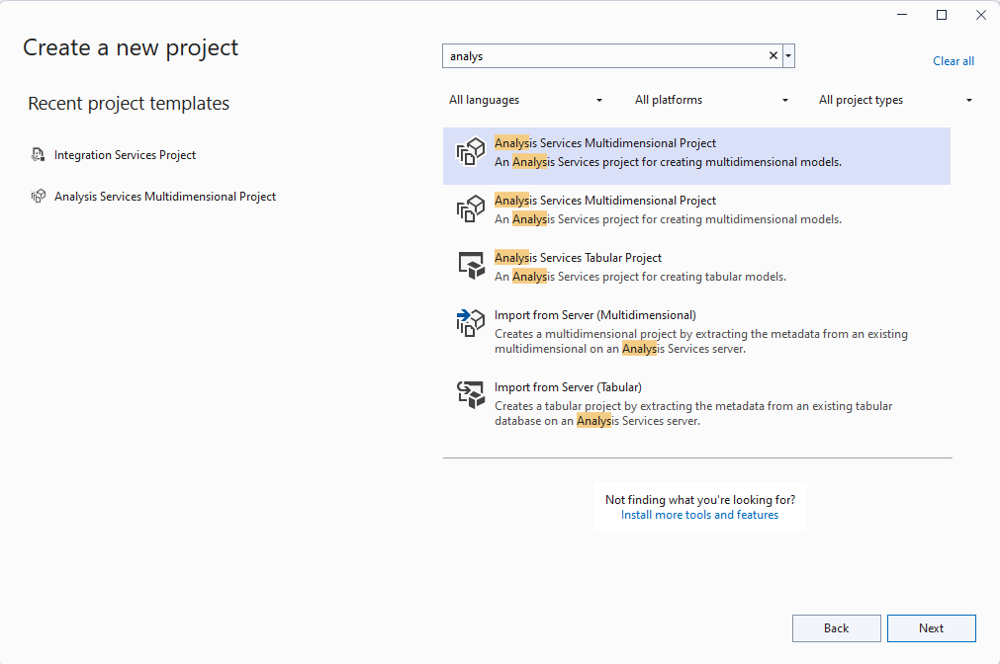 Create a new project
Recent project templates
Integration Services Project
Analysis Services Multidimensional Project
analys
Clear all
All languages
All platforms
All project types
Analysis Services Multidimensional Project
An Analysis Services project for creating multidimensional models.
Analysis Services Multidimensional Project
An Analysis Services project for creating multidimensional models.
Analysis Services Tabular Project
An Analysis Services project for creating tabular models.
Import from Server (Multidimensional)
Creates a multidimensional project by extracting the metadata from an existing
multidimensional on an Analysis Services server.
Import from Server (Tabular)
Creates a tabular project by extracting the metadata from an existing tabular
database on an Analysis Services server.
Not finding what you're looking for?
Install more tools and features
Back
Next